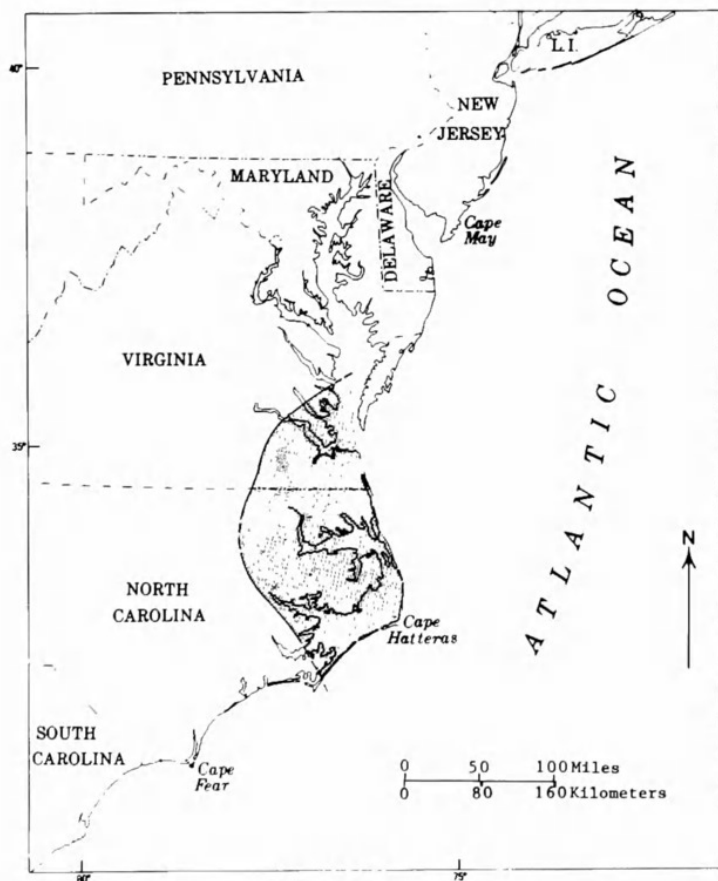 40°
PENNSYLVANIA
L.I.
NEW
JERSEY
MARYLAND
DELAWARE
Cape
May
ATLANTIC OCEAN
VIRGINIA
N
NORTH
CAROLINA
Cape
Hatteras
SOUTH
CAROLINA
Cape
Fear
0 50 100 Miles
0 80 160 Kilometers
80° 75°